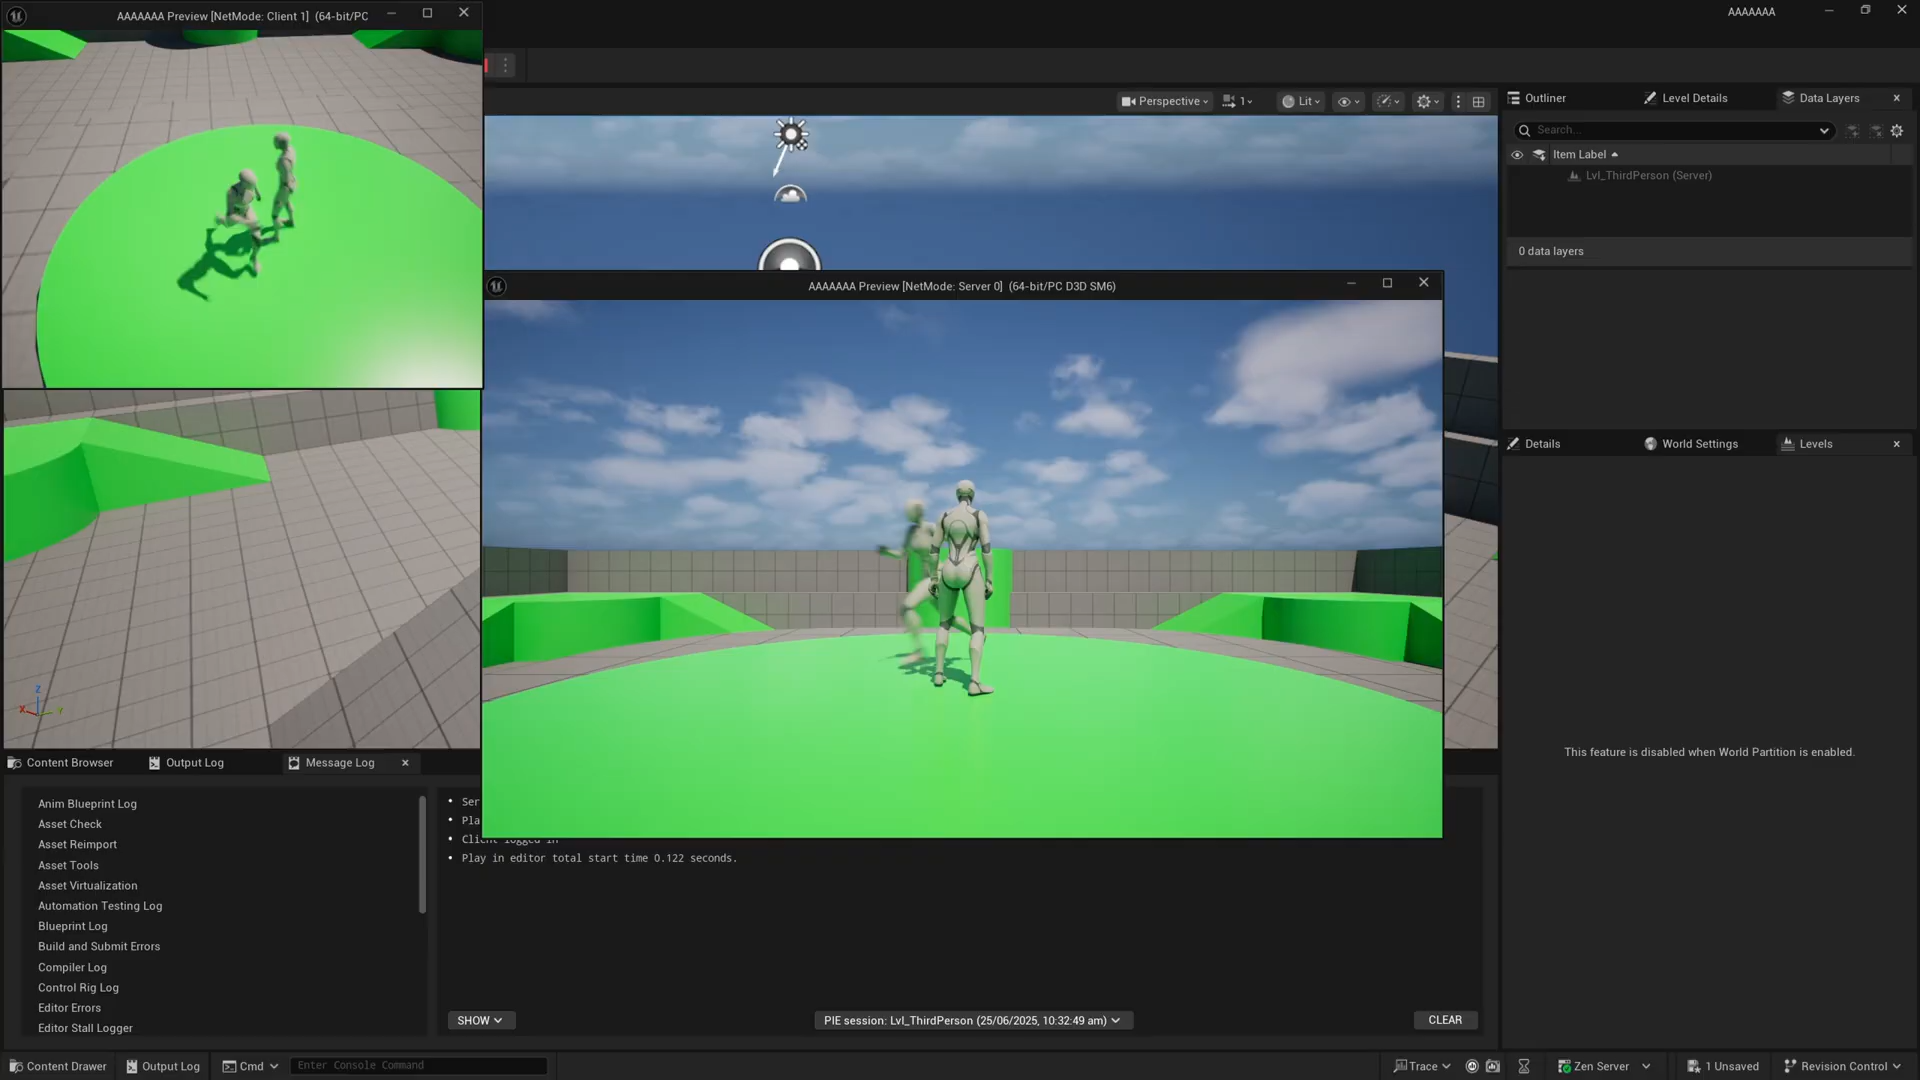 AAAAAAA Preview [NetMode: Client 1] (64-bit/PC
AAAAAAA
Perspective
1
Lit
Outliner
Level Details
Data Layers
Search...
Item Label
Lvl_ThirdPerson (Server)
0 data layers
AAAAAAA Preview [NetMode: Server 0] (64-bit/PC D3D SM6)
Details
World Settings
Levels
This feature is disabled when World Partition is enabled.
Z
X
Y
Content Browser
Output Log
Message Log
Anim Blueprint Log
Asset Check
Asset Reimport
Asset Tools
Asset Virtualization
Automation Testing Log
Blueprint Log
Build and Submit Errors
Compiler Log
Control Rig Log
Editor Errors
Editor Stall Logger
Ser
Pla
Client logged in
Play in editor total start time 0.122 seconds.
SHOW
PIE session: Lvl_ThirdPerson (25/06/2025, 10:32:49 am)
CLEAR
Content Drawer
Output Log
Cmd
Enter Console Command
Trace
Zen Server
1 Unsaved
Revision Control